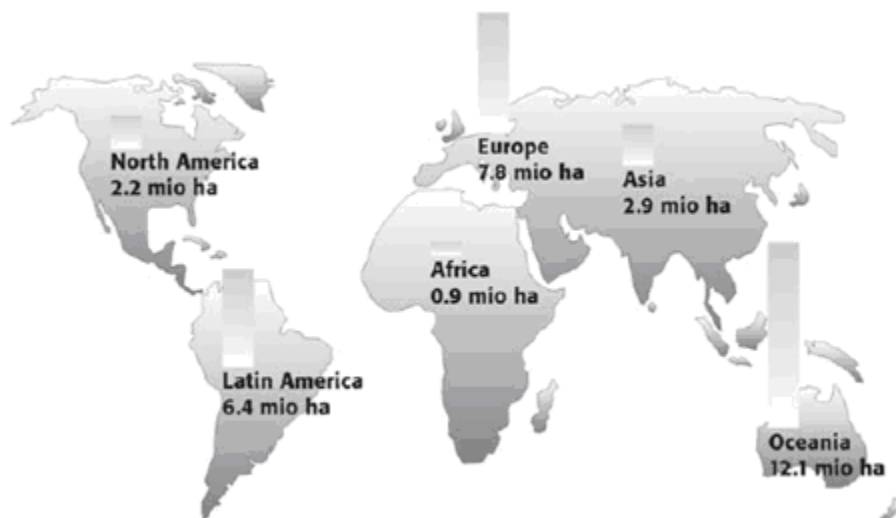 North America
2.2 mio ha
Europe
7.8 mio ha
Asia
2.9 mio ha
Africa
0.9 mio ha
Latin America
6.4 mio ha
Oceania
12.1 mio ha